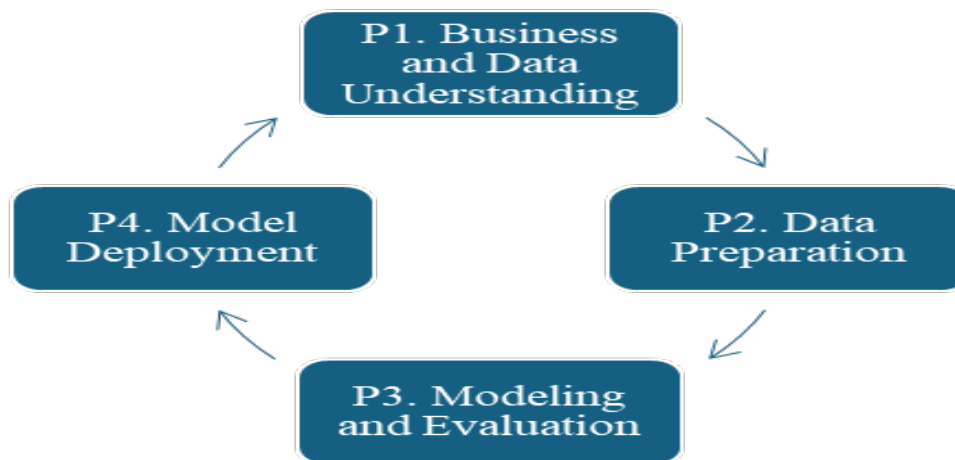 P1. Business
and Data
Understanding
P2. Data
Preparation
P3. Modeling
and Evaluation
P4. Model
Deployment